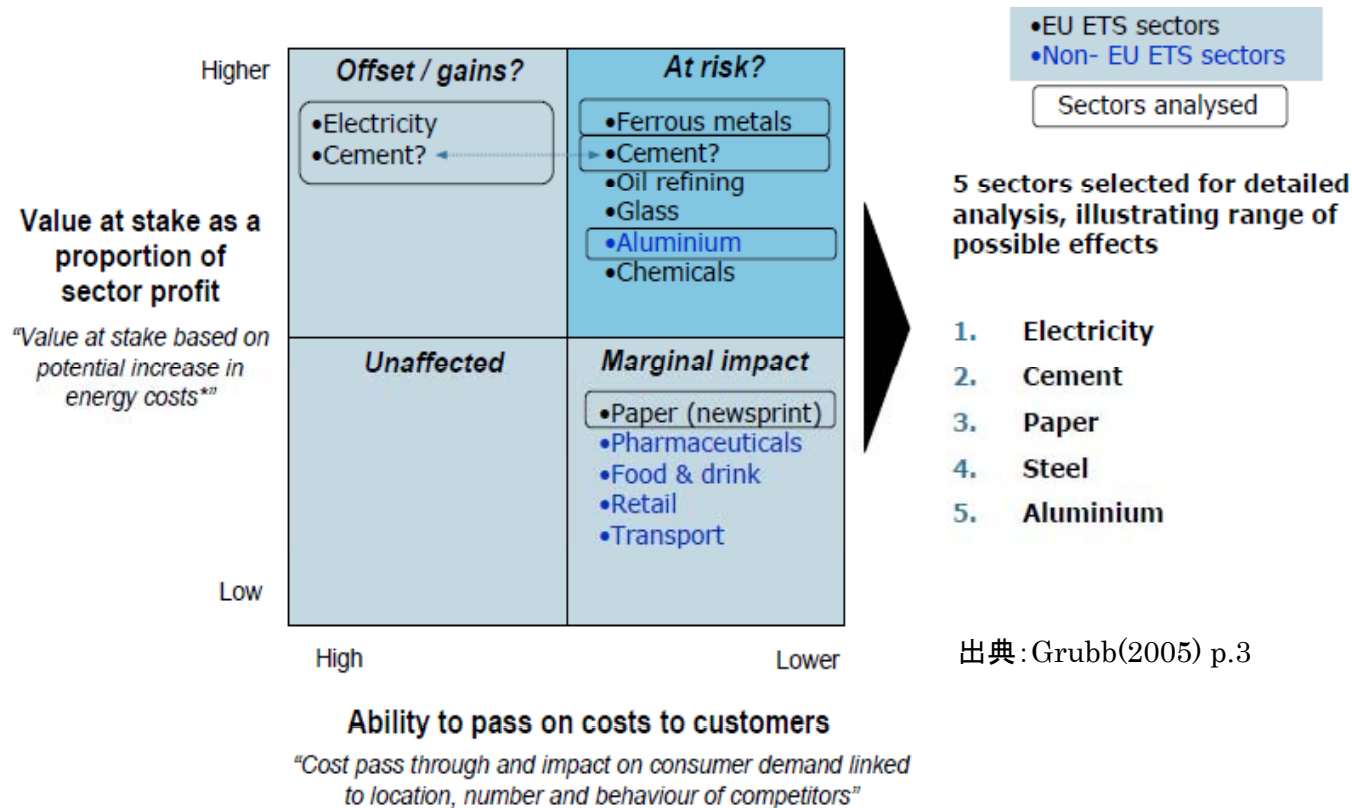 Higher
Value at stake as a
proportion of
sector profit
“Value at stake based on
potential increase in
energy costs*”
Low
Offset / gains?
•Electricity
•Cement?
At risk?
•Ferrous metals
•Cement?
•Oil refining
•Glass
•Aluminium
•Chemicals
Unaffected
Marginal impact
•Paper (newsprint)
•Pharmaceuticals
•Food & drink
•Retail
•Transport
High
Lower
Ability to pass on costs to customers
“Cost pass through and impact on consumer demand linked
to location, number and behaviour of competitors”
•EU ETS sectors
•Non- EU ETS sectors
Sectors analysed
5 sectors selected for detailed
analysis, illustrating range of
possible effects
1. Electricity
2. Cement
3. Paper
4. Steel
5. Aluminium
出典:Grubb(2005) p.3